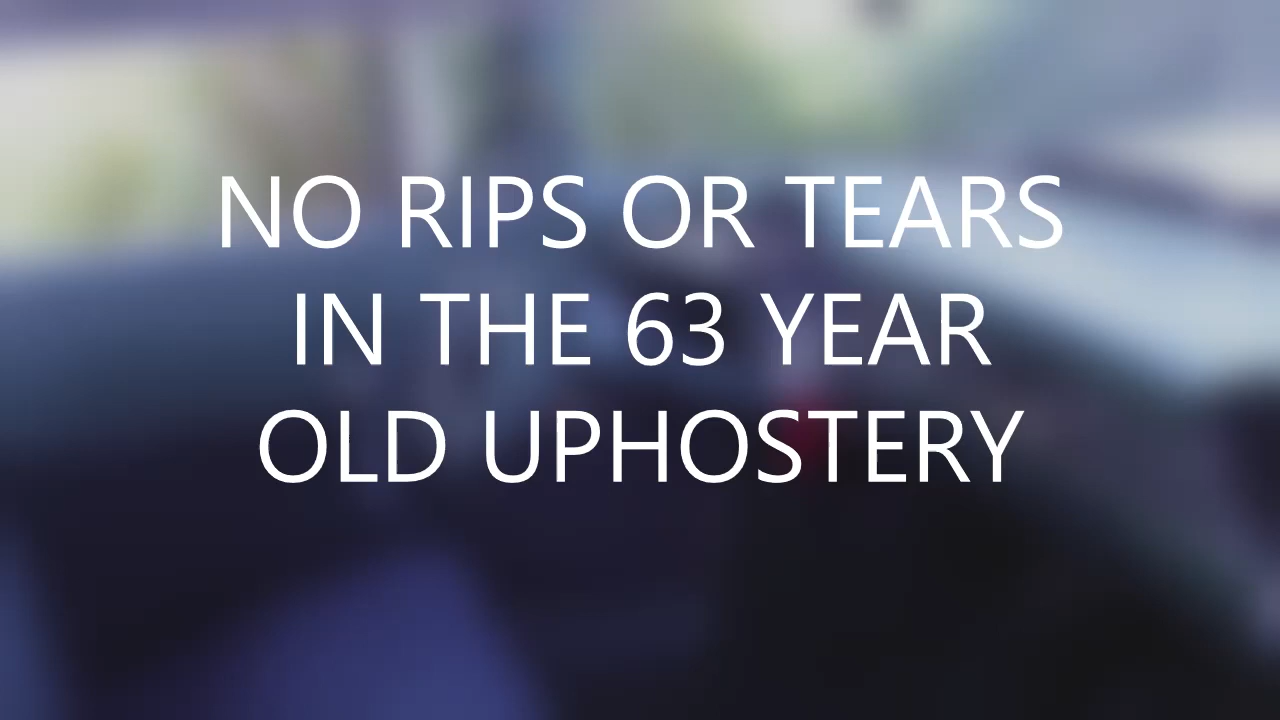 NO RIPS OR TEARS
IN THE 63 YEAR
OLD UPHOSTERY